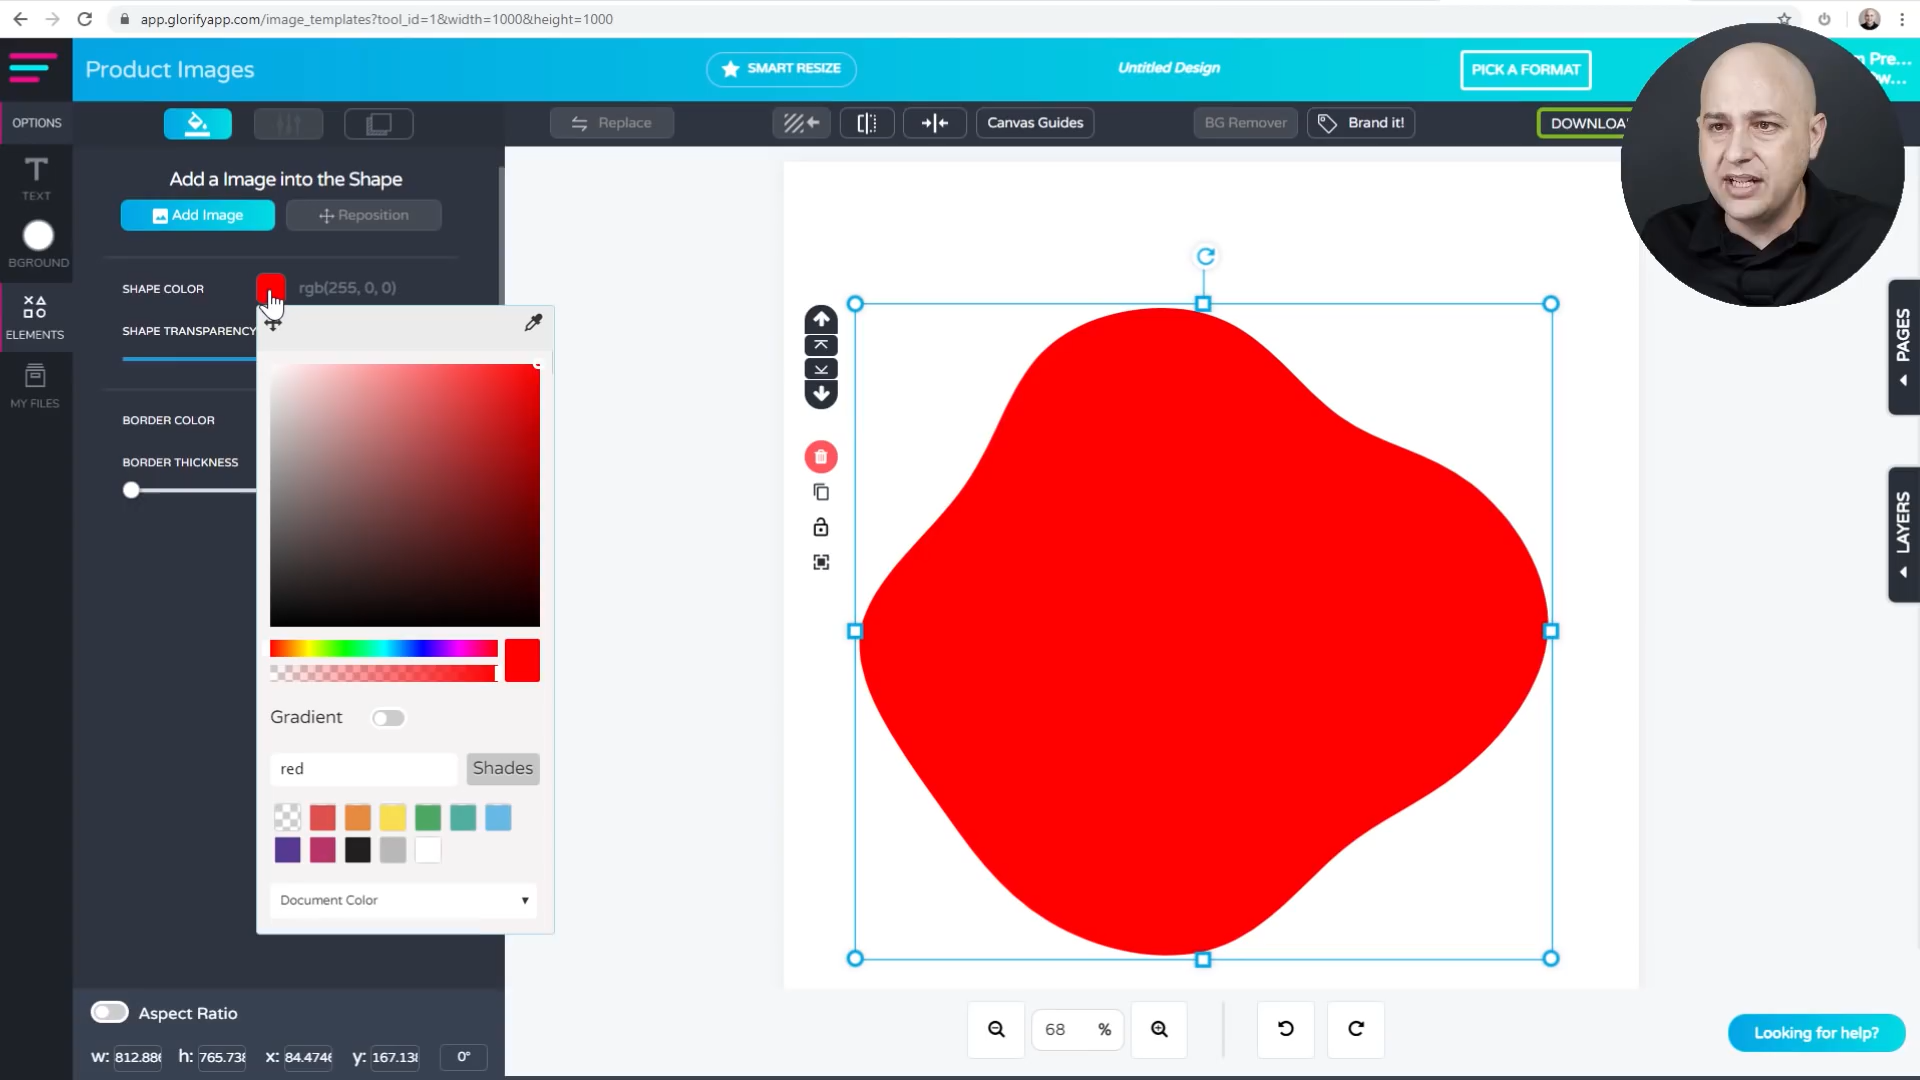 app.glorifyapp.com/image_templates?tool_id=1&width=1000&height=1000
Product Images
SMART RESIZE
Untitled Design
PICK A FORMAT
Pre...
OPTIONS
Replace
Canvas Guides
BG Remover
Brand it!
DOWNLOA
TEXT
BGROUND
ELEMENTS
MY FILES
Add a Image into the Shape
Add Image
Reposition
SHAPE COLOR
rgb(255, 0, 0)
SHAPE TRANSPARENCY
BORDER COLOR
BORDER THICKNESS
Gradient
red
Shades
Document Color
PAGES
LAYERS
Aspect Ratio
w: 812.88 h: 765.73 x: 84.474 y: 167.13 0°
68 %
Looking for help?